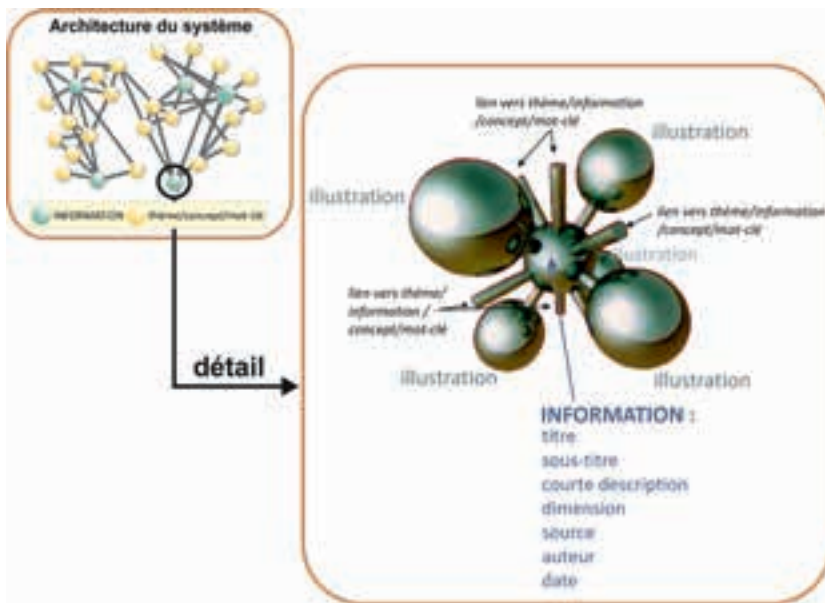 Architecture du système
INFORMATION thème/concept/mot-clé
détail
lien vers thème/information
/concept/mot-clé
illustration
illustration
lien vers thème/information
/concept/mot-clé
illustration
lien vers thème/
information /
concept/mot-clé
illustration
illustration
INFORMATION :
titre
sous-titre
courte description
dimension
source
auteur
date